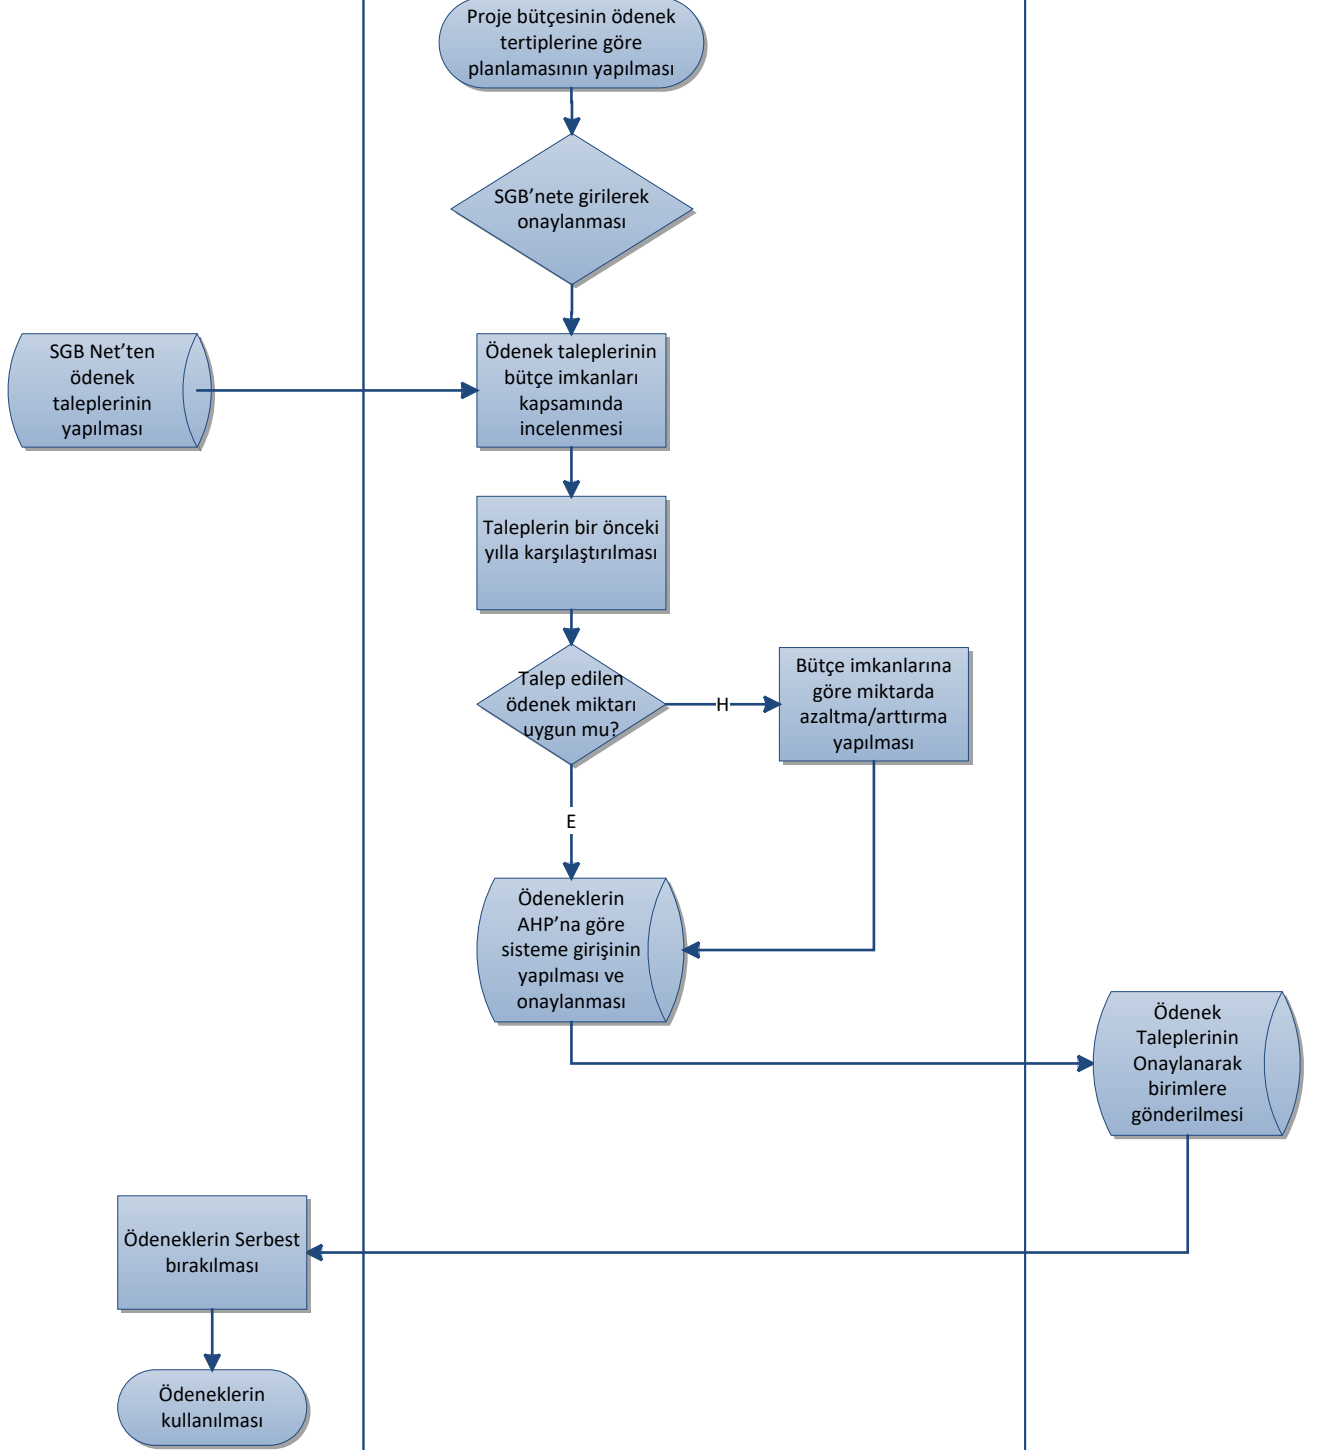 Proje bütçesinin ödenek
tertiplerine göre
planlamasının yapılması
SGB’nete girilerek
onaylanması
SGB Net’ten
ödenek
taleplerinin
yapılması
Ödenek taleplerinin
bütçe imkanları
kapsamında
incelenmesi
Taleplerin bir önceki
yılla karşılaştırılması
Talep edilen
ödenek miktarı
uygun mu?
H
Bütçe imkanlarına
göre miktarda
azaltma/arttırma
yapılması
E
Ödeneklerin
AHP’na göre
sisteme girişinin
yapılması ve
onaylanması
Ödenek
Taleplerinin
Onaylanarak
birimlere
gönderilmesi
Ödeneklerin Serbest
bırakılması
Ödeneklerin
kullanılması